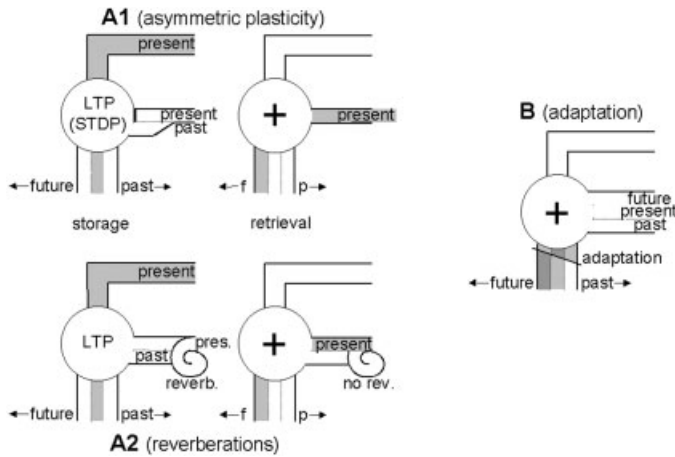 A1 (asymmetric plasticity)
present
LTP
(STDP)
present
past
future past
storage
+
present
f p
retrieval
B (adaptation)
+
future
present
past
adaptation
future past
present
LTP
pres.
past
reverb.
future past
+
present
no rev.
f p
A2 (reverberations)